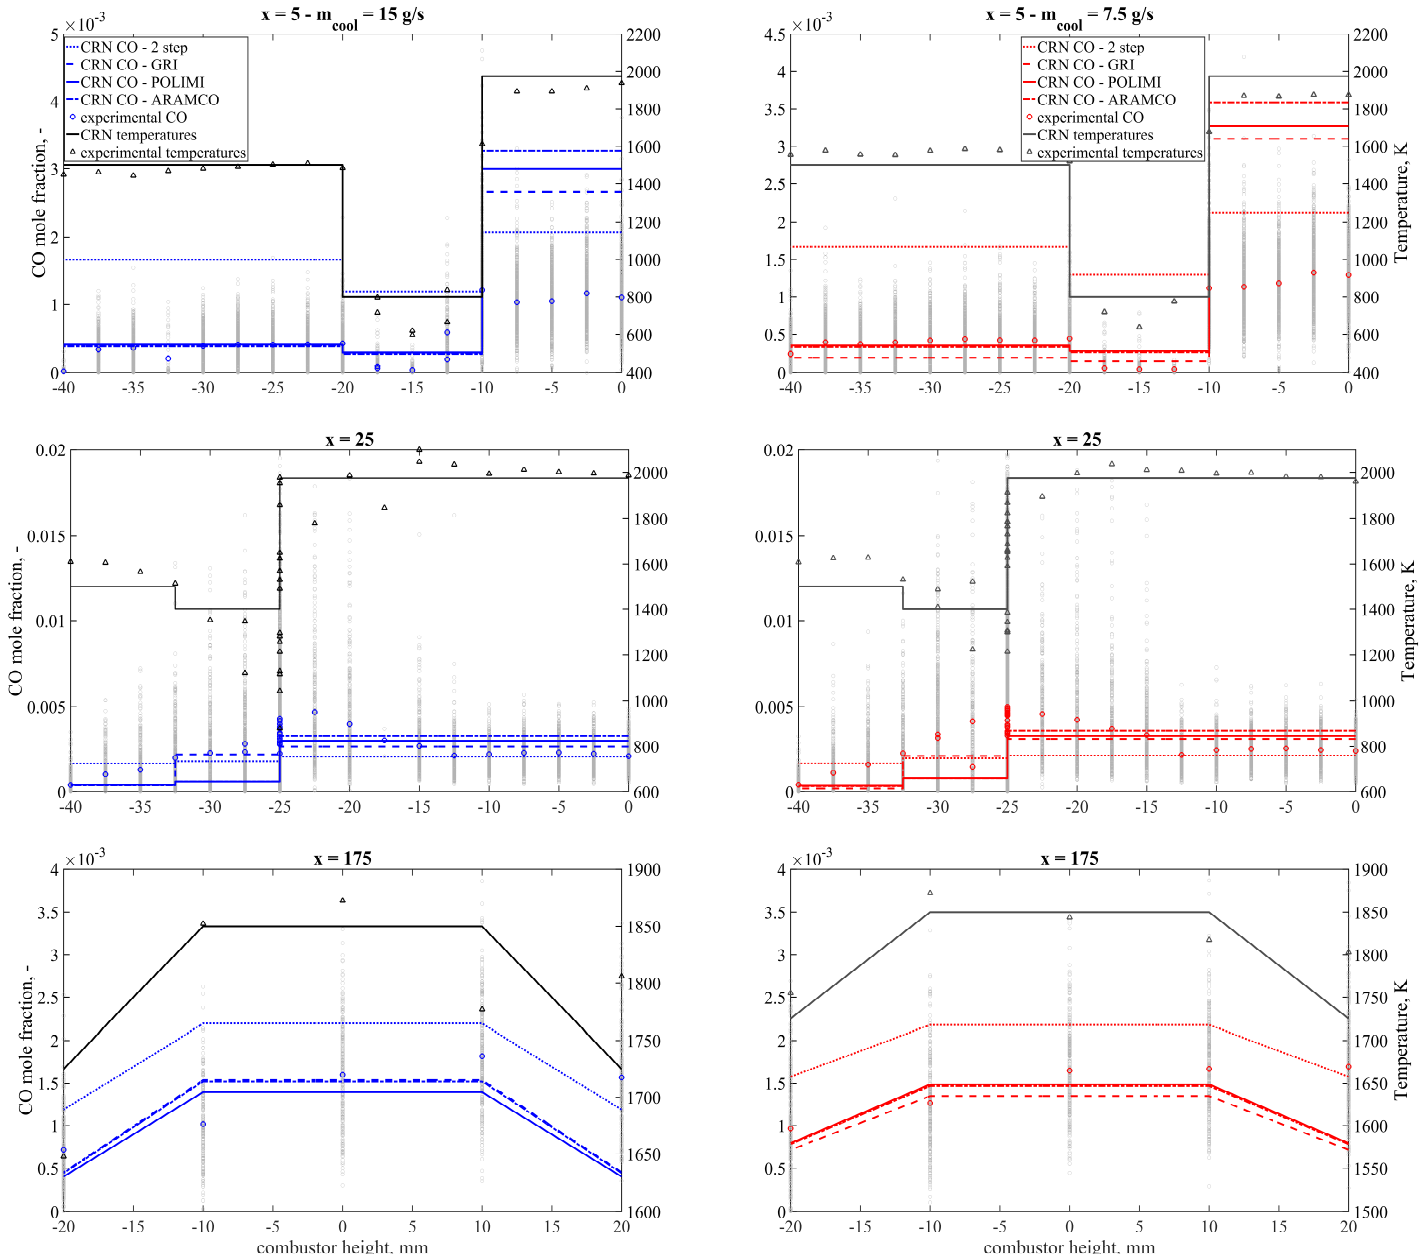 x = 5 - m_cool = 15 g/s
×10⁻³
5
4
3
2
1
0
CO mole fraction, -
CRN CO - 2 step
CRN CO - GRI
CRN CO - POLIMI
CRN CO - ARAMCO
experimental CO
CRN temperatures
experimental temperatures
2200
2000
1800
1600
1400
1200
1000
800
600
400
-40 -35 -30 -25 -20 -15 -10 -5 0
x = 5 - m_cool = 7.5 g/s
×10⁻³
4.5
4
3.5
3
2.5
2
1.5
1
0.5
0
CRN CO - 2 step
CRN CO - GRI
CRN CO - POLIMI
CRN CO - ARAMCO
experimental CO
CRN temperatures
experimental temperatures
2200
2000
1800
1600
1400
1200
1000
800
600
400
Temperature, K
-40 -35 -30 -25 -20 -15 -10 -5 0
x = 25
0.02
0.015
0.01
0.005
0
CO mole fraction, -
2000
1800
1600
1400
1200
1000
800
600
-40 -35 -30 -25 -20 -15 -10 -5 0
x = 25
0.02
0.015
0.01
0.005
0
2000
1800
1600
1400
1200
1000
800
600
Temperature, K
-40 -35 -30 -25 -20 -15 -10 -5 0
x = 175
×10⁻³
4
3.5
3
2.5
2
1.5
1
0.5
0
CO mole fraction, -
1900
1850
1800
1750
1700
1650
1600
-20 -15 -10 -5 0 5 10 15 20
combustor height, mm
x = 175
×10⁻³
4
3.5
3
2.5
2
1.5
1
0.5
0
1900
1850
1800
1750
1700
1650
1600
1550
1500
Temperature, K
-20 -15 -10 -5 0 5 10 15 20
combustor height, mm